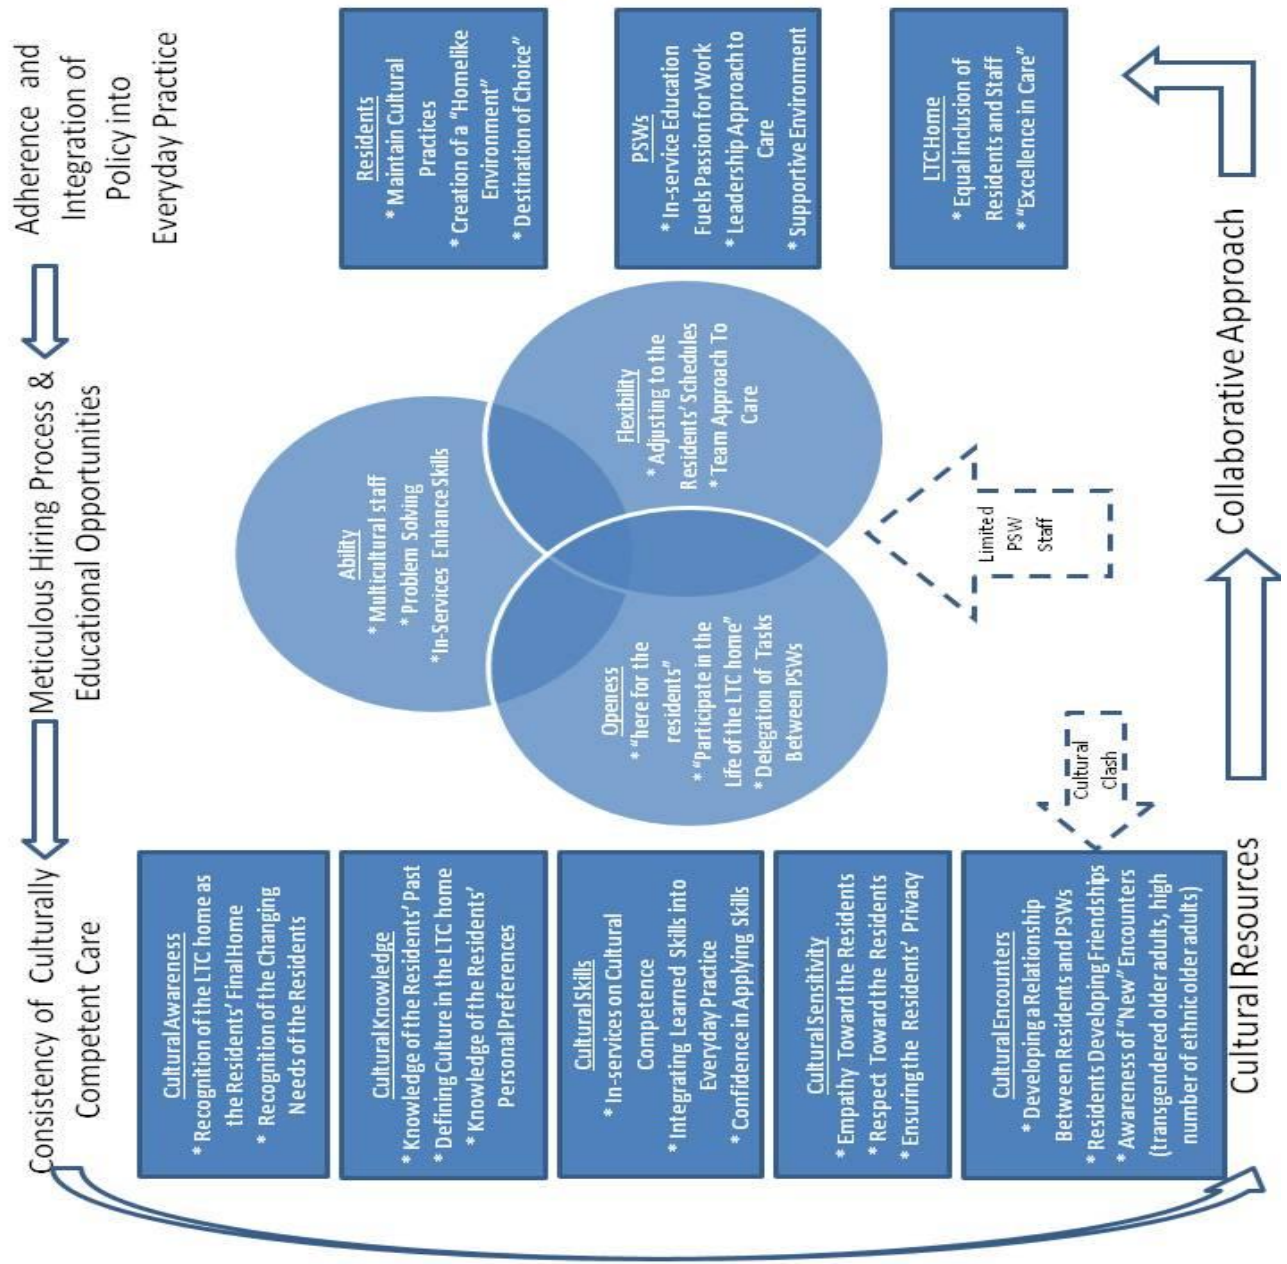 Consistency of Culturally
Competent Care
Meticulous Hiring Process &
Educational Opportunities
Adherence and
Integration of
Policy into
Everyday Practice
Cultural Awareness
* Recognition of the LTC home as
the Residents' Final Home
* Recognition of the Changing
Needs of the Residents
Cultural Knowledge
* Knowledge of the Residents' Past
* Defining Culture in the LTC home
* Knowledge of the Residents'
Personal Preferences
Cultural Skills
* In-services on Cultural
Competence
* Integrating Learned Skills into
Everyday Practice
* Confidence in Applying Skills
Cultural Sensitivity
* Empathy Toward the Residents
* Respect Toward the Residents
* Ensuring the Residents' Privacy
Cultural Encounters
* Developing a Relationship
Between Residents and PSWs
* Residents Developing Friendships
* Awareness of "New" Encounters
(transgendered older adults, high
number of ethnic older adults)
Ability
*Multicultural staff
* Problem Solving
*In-Services Enhance Skills
Openess
* "here for the
residents"
* "Participate in the
Life of the LTC home"
* Delegation of Tasks
Between PSWs
Flexibility
* Adjusting to the
Residents' Schedules
* Team Approach To
Care
Cultural
Clash
Limited
PSW
Staff
Residents
* Maintain Cultural
Practices
* Creation of a "Homelike
Environment"
* Destination of Choice"
PSWs
* In-service Education
Fuels Passion for Work
* Leadership Approach to
Care
* Supportive Environment
LTC Home
* Equal inclusion of
Residents and Staff
* "Excellence in Care"
Cultural Resources
Collaborative Approach